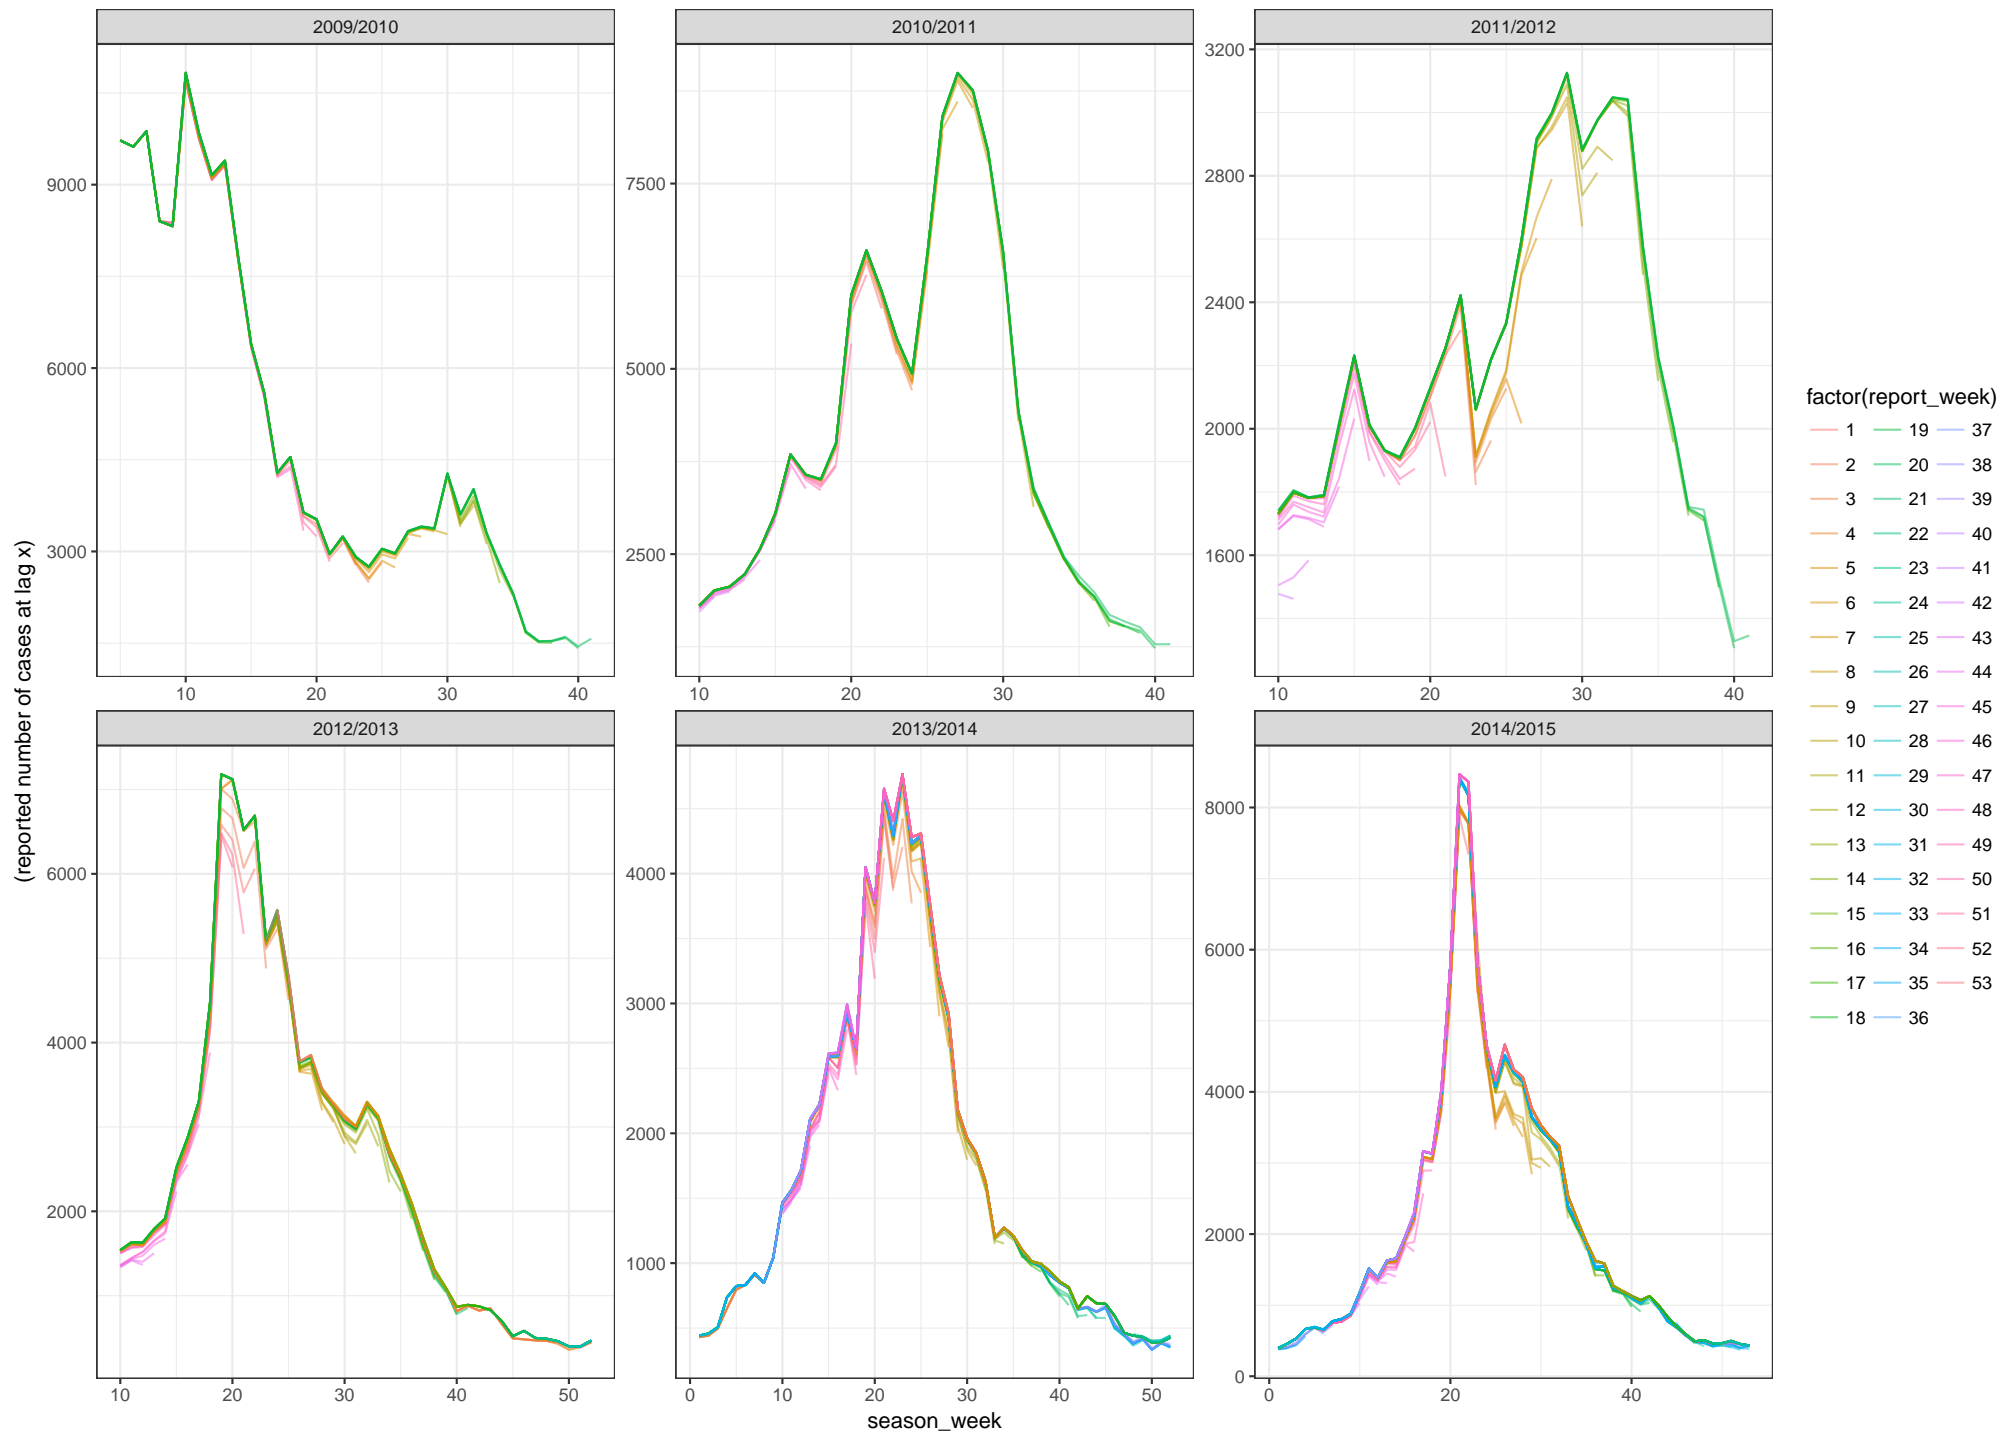 2009/2010 2010/2011 2011/2012
9000
6000
3000
10 20 30 40
7500
5000
2500
10 20 30 40
3200
2800
2400
2000
1600
10 20 30 40
2012/2013 2013/2014 2014/2015
6000
4000
2000
10 20 30 40 50
4000
3000
2000
1000
0 10 20 30 40 50
8000
6000
4000
2000
0
0 20 40
(reported number of cases at lag x)
season_week
factor(report_week)
1 19 37
2 20 38
3 21 39
4 22 40
5 23 41
6 24 42
7 25 43
8 26 44
9 27 45
10 28 46
11 29 47
12 30 48
13 31 49
14 32 50
15 33 51
16 34 52
17 35 53
18 36